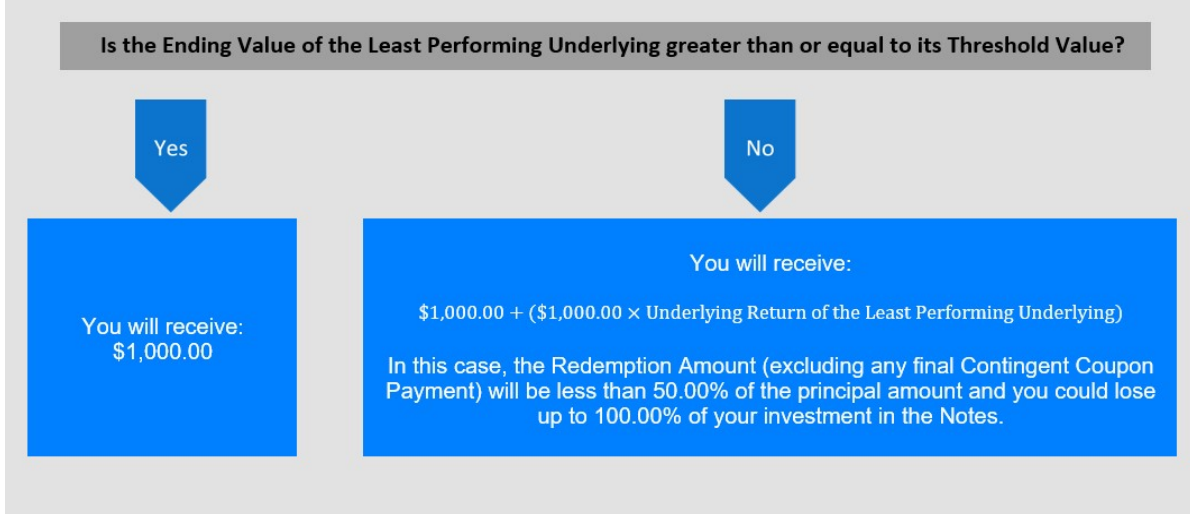 Is the Ending Value of the Least Performing Underlying greater than or equal to its Threshold Value?
Yes
No
You will receive:
$1,000.00
You will receive:
$1,000.00 + ($1,000.00 × Underlying Return of the Least Performing Underlying)
In this case, the Redemption Amount (excluding any final Contingent Coupon
Payment) will be less than 50.00% of the principal amount and you could lose
up to 100.00% of your investment in the Notes.